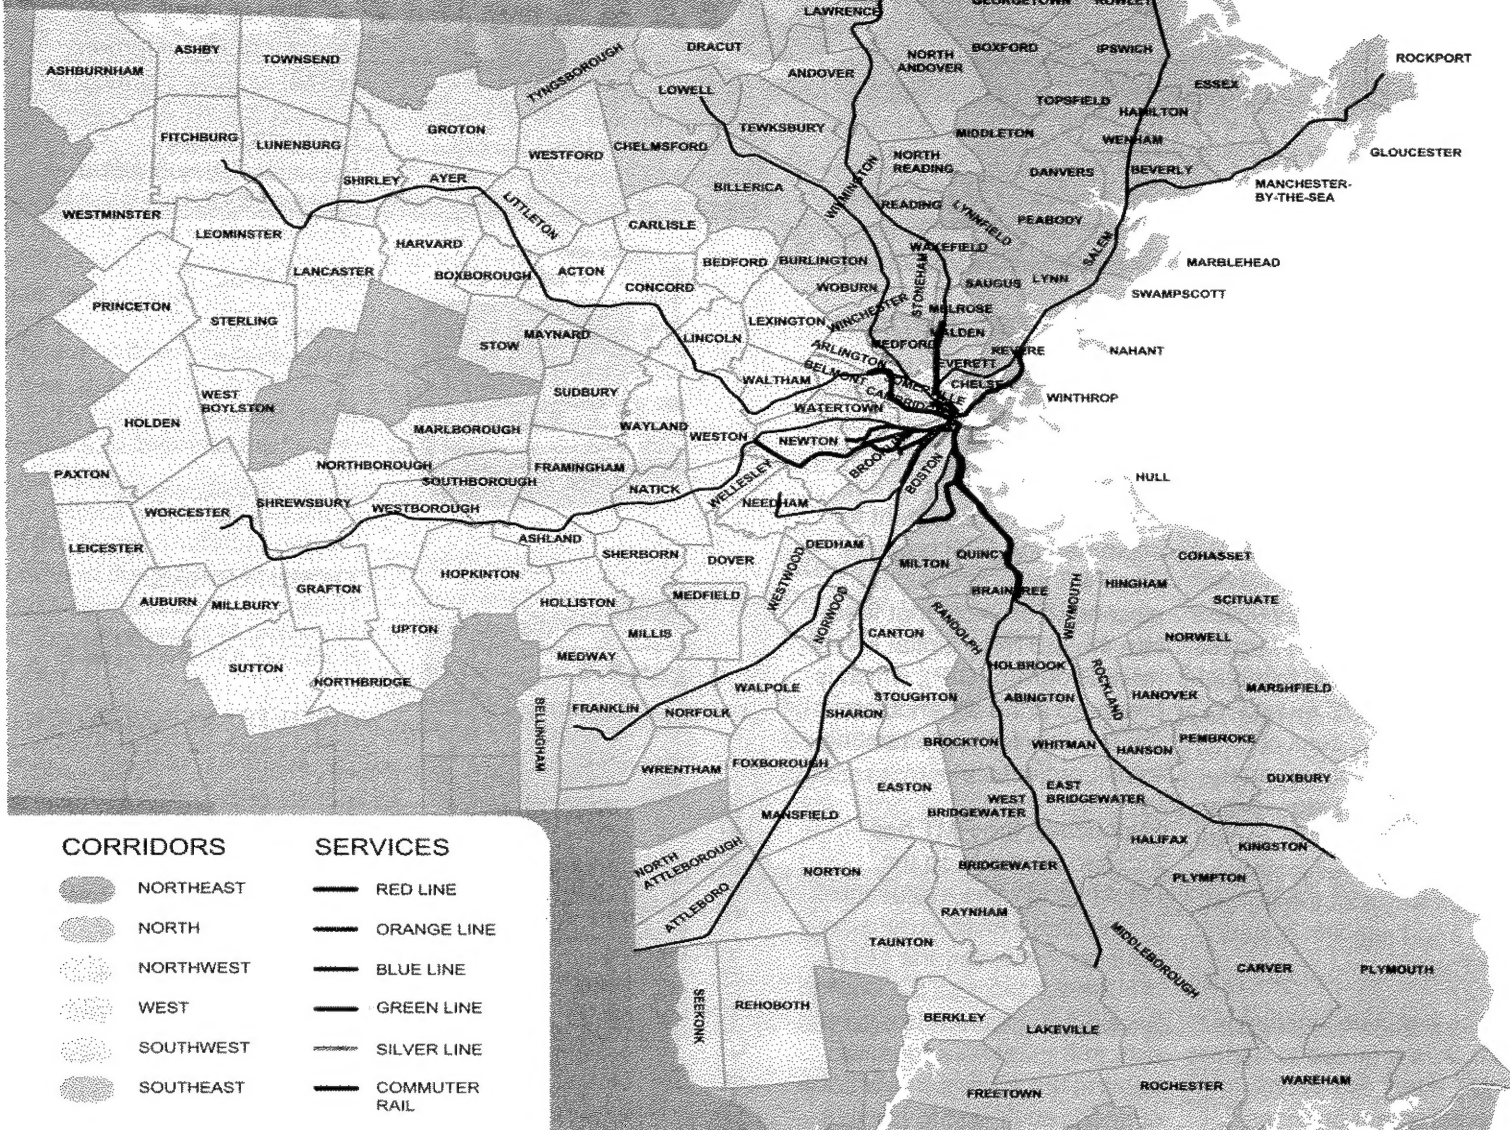 GEORGETOWN
ROWLEY
LAWRENCE
ASHBY
TOWNSEND
DRACUT
NORTH
ANDOVER
BOXFORD
IPSWICH
ROCKPORT
ASHBURNHAM
TYNGSBOROUGH
ANDOVER
LOWELL
ESSEX
TOPSFIELD
HAMILTON
FITCHBURG
LUNENBURG
GROTON
TEWKSBURY
MIDDLETON
WENHAM
CHELMSFORD
WESTFORD
NORTH
READING
GLOUCESTER
SHIRLEY
AYER
BILLERICA
WILMINGTON
DANVERS
BEVERLY
MANCHESTER-
BY-THE-SEA
WESTMINSTER
LITTLETON
READING
LYNNFIELD
PEABODY
LEOMINSTER
HARVARD
CARLISLE
WAKEFIELD
SALEM
LANCASTER
BOXBOROUGH
ACTON
BEDFORD
BURLINGTON
STONEHAM
MARBLEHEAD
CONCORD
WOBURN
SAUGUS
LYNN
SWAMPSCOTT
PRINCETON
STERLING
LEXINGTON
WINCHESTER
MELROSE
MAYNARD
STOW
LINCOLN
ARLINGTON
MEDFORD
MALDEN
REVERE
NAHANT
BELMONT
EVERETT
WEST
BOYLSTON
SUDBURY
WALTHAM
CAMBRIDGE
SOMERVILLE
CHELSEA
WINTHROP
HOLDEN
MARLBOROUGH
WAYLAND
WESTON
WATERTOWN
NEWTON
PAXTON
NORTHBOROUGH
SOUTHBOROUGH
FRAMINGHAM
NATICK
WELLESLEY
BROOKLINE
BOSTON
HULL
WORCESTER
SHREWSBURY
WESTBOROUGH
NEEDHAM
LEICESTER
ASHLAND
SHERBORN
DOVER
WESTWOOD
DEDHAM
MILTON
QUINCY
COHASSET
AUBURN
MILLBURY
GRAFTON
HOPKINTON
HOLLISTON
MEDFIELD
NORWOOD
BRAINTREE
WEYMOUTH
HINGHAM
SCITUATE
UPTON
MILLIS
CANTON
RANDOLPH
NORWELL
SUTTON
NORTHBRIDGE
MEDWAY
HOLBROOK
WALPOLE
STOUGHTON
ABINGTON
ROCKLAND
HANOVER
MARSHFIELD
BELLINGHAM
FRANKLIN
NORFOLK
SHARON
BROCKTON
WHITMAN
HANSON
PEMBROKE
WRENTHAM
FOXBOROUGH
EASTON
WEST
BRIDGEWATER
EAST
BRIDGEWATER
DUXBURY
MANSFIELD
HALIFAX
KINGSTON
NORTH
ATTLEBOROUGH
NORTON
BRIDGEWATER
PLYMPTON
ATTLEBORO
RAYNHAM
TAUNTON
MIDDLEBOROUGH
CARVER
PLYMOUTH
SEEKONK
REHOBOTH
BERKLEY
LAKEVILLE
FREETOWN
ROCHESTER
WAREHAM
CORRIDORS
NORTHEAST
NORTH
NORTHWEST
WEST
SOUTHWEST
SOUTHEAST
SERVICES
RED LINE
ORANGE LINE
BLUE LINE
GREEN LINE
SILVER LINE
COMMUTER
RAIL